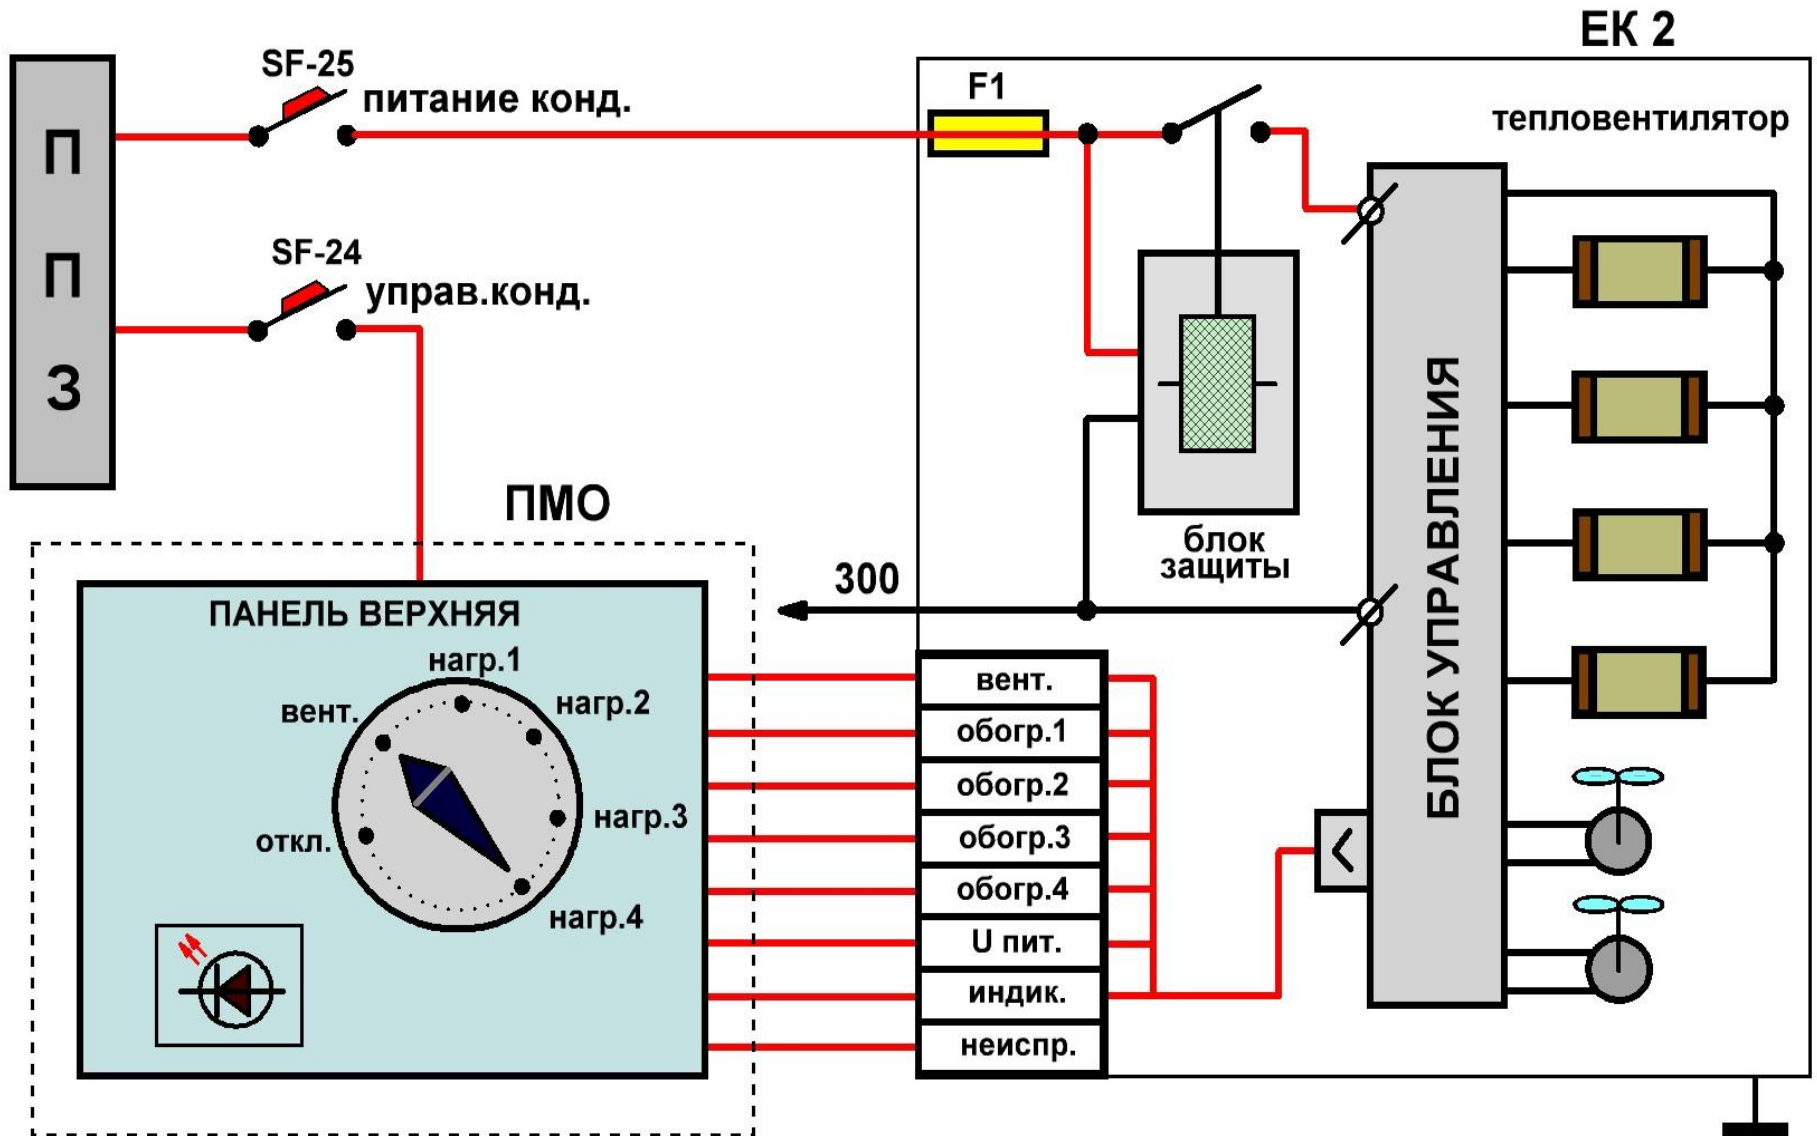 ЕК 2
SF-25
питание конд.
F1
тепловентилятор
П
П
З
SF-24
управ.конд.
блок
защиты
БЛОК УПРАВЛЕНИЯ
ПМО
300
ПАНЕЛЬ ВЕРХНЯЯ
нагр.1
вент.
нагр.2
нагр.3
откл.
нагр.4
вент.
обогр.1
обогр.2
обогр.3
обогр.4
U пит.
индик.
неиспр.